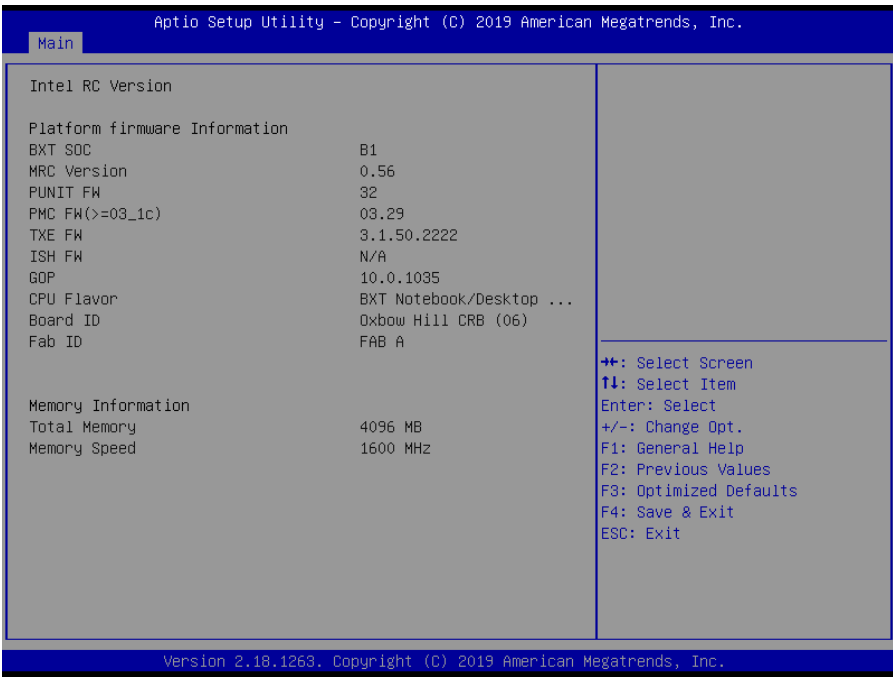 Aptio Setup Utility – Copyright (C) 2019 American Megatrends, Inc.
Main
Intel RC Version
Platform firmware Information
BXT SOC B1
MRC Version 0.56
PUNIT FW 32
PMC FW(>=03_1c) 03.29
TXE FW 3.1.50.2222
ISH FW N/A
GOP 10.0.1035
CPU Flavor BXT Notebook/Desktop ...
Board ID Oxbow Hill CRB (06)
Fab ID FAB A
Memory Information
Total Memory 4096 MB
Memory Speed 1600 MHz
→←: Select Screen
↑↓: Select Item
Enter: Select
+/-: Change Opt.
F1: General Help
F2: Previous Values
F3: Optimized Defaults
F4: Save & Exit
ESC: Exit
Version 2.18.1263. Copyright (C) 2019 American Megatrends, Inc.